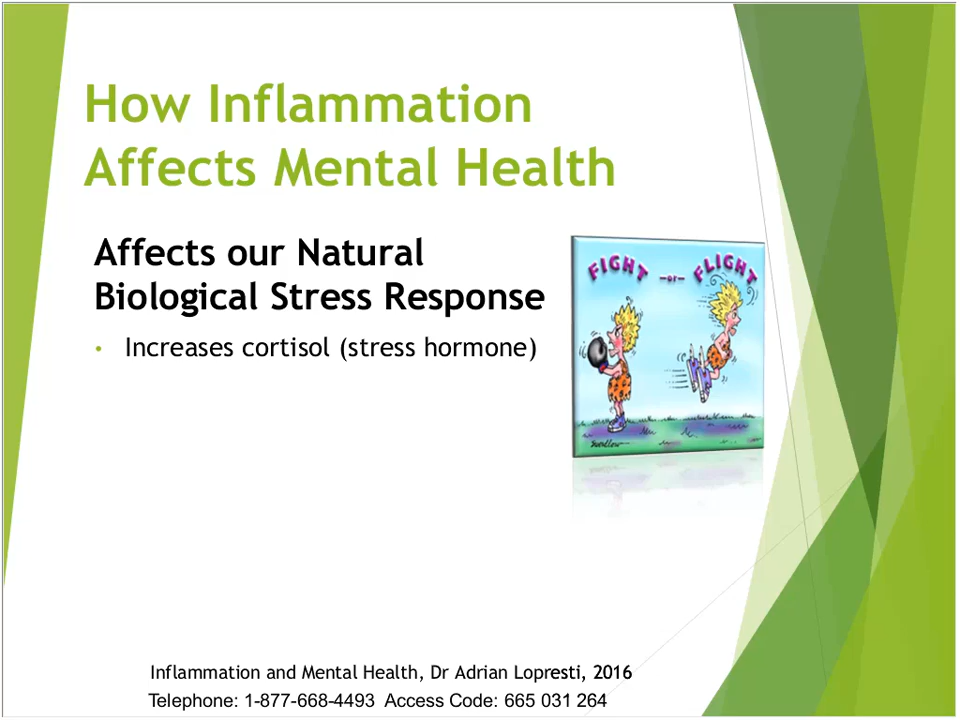 How Inflammation
Affects Mental Health
Affects our Natural
Biological Stress Response
• Increases cortisol (stress hormone)
FIGHT —or— FLIGHT
Inflammation and Mental Health, Dr Adrian Lopresti, 2016
Telephone: 1-877-668-4493 Access Code: 665 031 264